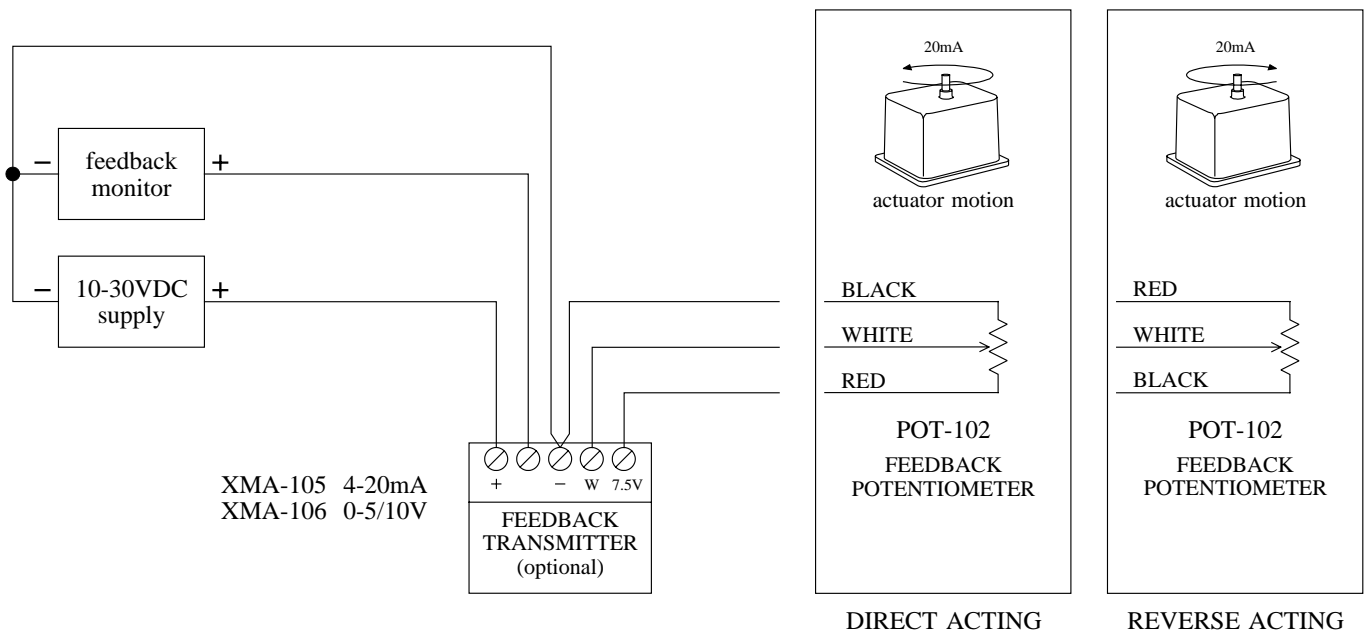 20mA
20mA
−
feedback
monitor
+
actuator motion
actuator motion
−
10-30VDC
supply
+
BLACK
WHITE
RED
RED
WHITE
BLACK
POT-102
FEEDBACK
POTENTIOMETER
POT-102
FEEDBACK
POTENTIOMETER
XMA-105 4-20mA
XMA-106 0-5/10V
+ − W 7.5V
FEEDBACK
TRANSMITTER
(optional)
DIRECT ACTING
REVERSE ACTING